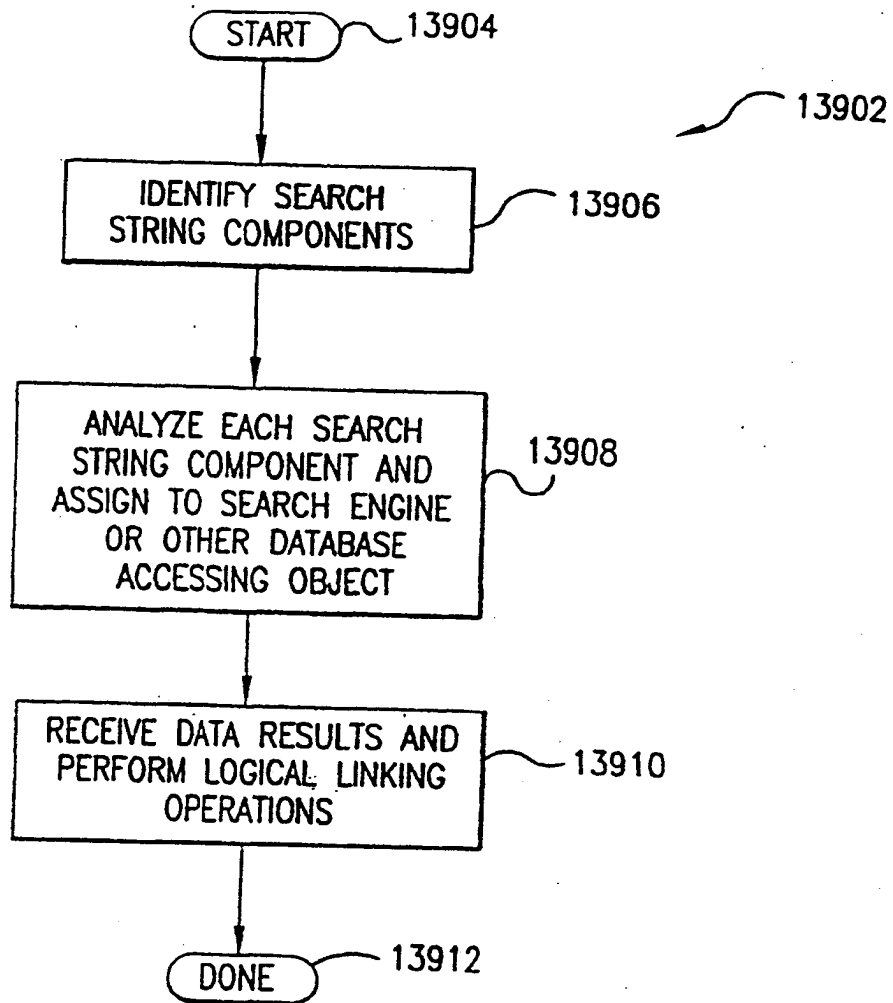 START
13904
13902
IDENTIFY SEARCH
STRING COMPONENTS
13906
ANALYZE EACH SEARCH
STRING COMPONENT AND
ASSIGN TO SEARCH ENGINE
OR OTHER DATABASE
ACCESSING OBJECT
13908
RECEIVE DATA RESULTS AND
PERFORM LOGICAL LINKING
OPERATIONS
13910
DONE
13912